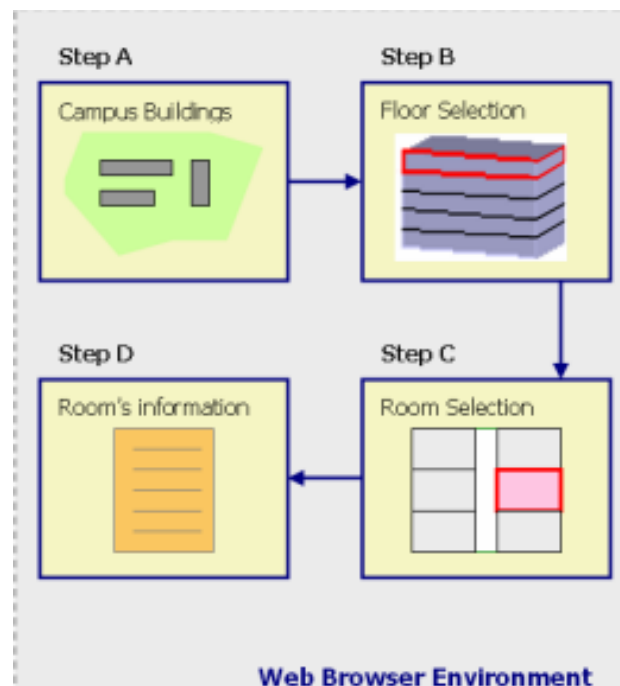 Step A
Campus Buildings
Step B
Floor Selection
Step D
Room's information
Step C
Room Selection
Web Browser Environment